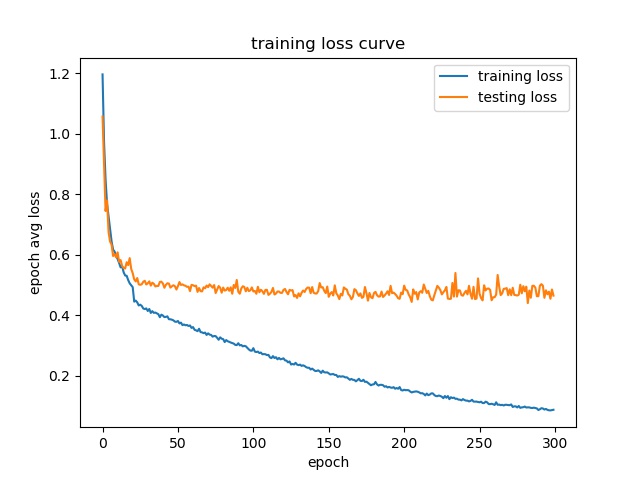 training loss curve
training loss
testing loss
epoch avg loss
1.2
1.0
0.8
0.6
0.4
0.2
0
50
100
150
200
250
300
epoch